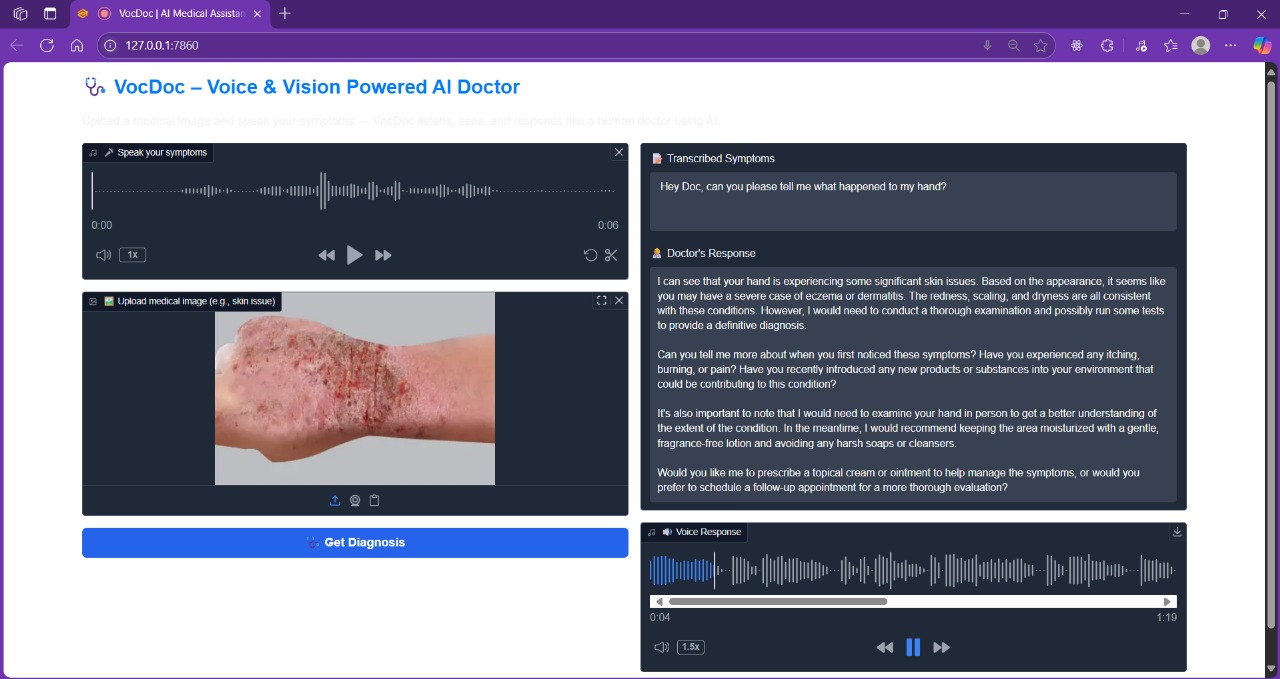 VocDoc | AI Medical Assistan
127.0.0.1:7860
VocDoc – Voice & Vision Powered AI Doctor
Upload a medical image and speak your symptoms — VocDoc listens, sees, and responds like a human doctor using AI.
Speak your symptoms
0:00
0:06
1x
Upload medical image (e.g., skin issue)
Get Diagnosis
Transcribed Symptoms
Hey Doc, can you please tell me what happened to my hand?
Doctor's Response
I can see that your hand is experiencing some significant skin issues. Based on the appearance, it seems like
you may have a severe case of eczema or dermatitis. The redness, scaling, and dryness are all consistent
with these conditions. However, I would need to conduct a thorough examination and possibly run some tests
to provide a definitive diagnosis.
Can you tell me more about when you first noticed these symptoms? Have you experienced any itching,
burning, or pain? Have you recently introduced any new products or substances into your environment that
could be contributing to this condition?
It's also important to note that I would need to examine your hand in person to get a better understanding of
the extent of the condition. In the meantime, I would recommend keeping the area moisturized with a gentle,
fragrance-free lotion and avoiding any harsh soaps or cleansers.
Would you like me to prescribe a topical cream or ointment to help manage the symptoms, or would you
prefer to schedule a follow-up appointment for a more thorough evaluation?
Voice Response
0:04
1:19
1.5x